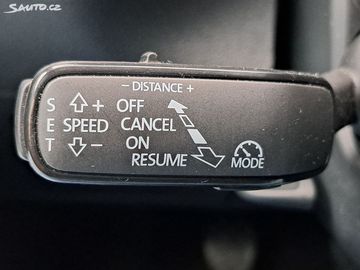 SAUTO.CZ
− DISTANCE +
S + OFF
E SPEED CANCEL
T − ON
RESUME
MODE